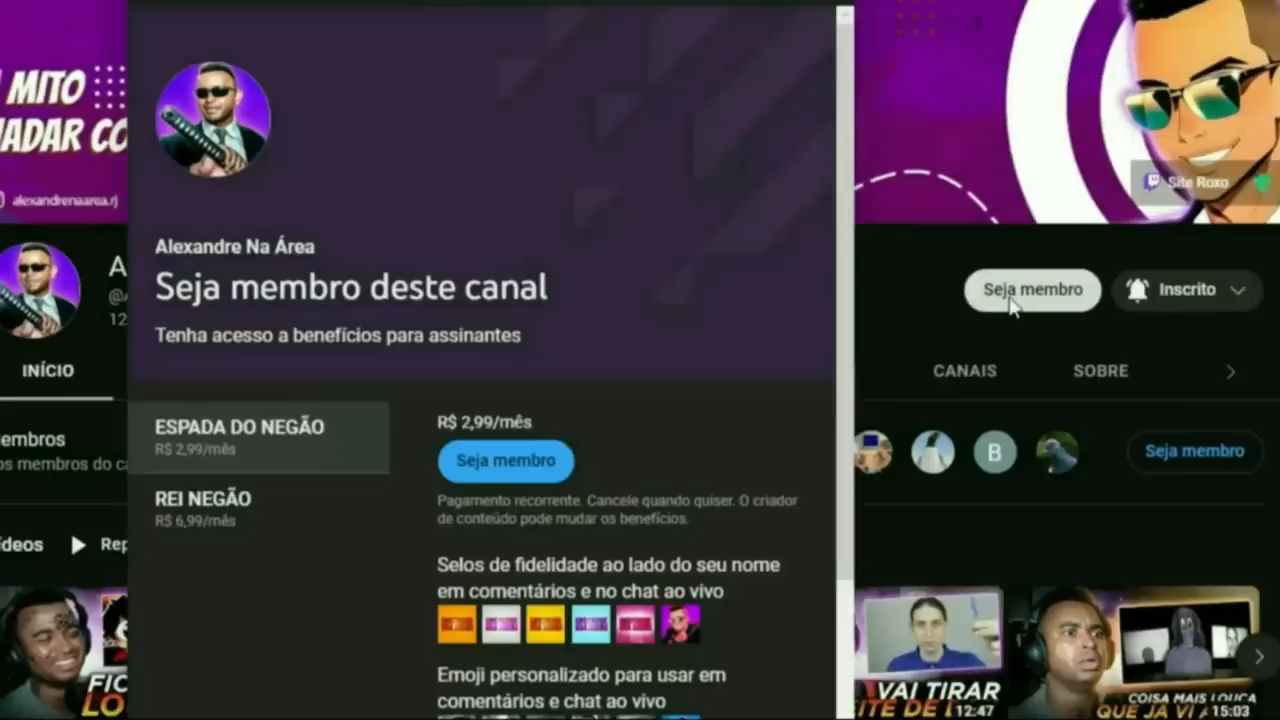 MITO
ADAR CO
alexandrenaarea.rj
Site Roxo
Alexandre Na Área
Seja membro deste canal
Tenha acesso a benefícios para assinantes
A
@
12
Seja membro
Inscrito
INÍCIO
CANAIS
SOBRE
ESPADA DO NEGÃO
R$ 2,99/mês
REI NEGÃO
R$ 6,99/mês
R$ 2,99/mês
Seja membro
Pagamento recorrente. Cancele quando quiser. O criador
de conteúdo pode mudar os benefícios.
embros
os membros do ca
B
Seja membro
ídeos
Rep
Selos de fidelidade ao lado do seu nome
em comentários e no chat ao vivo
Emoji personalizado para usar em
comentários e chat ao vivo
FIC
LO
VAI TIRAR
ITE DE
12:47
COISA MAIS LOUCA
QUE JÁ VI
15:03